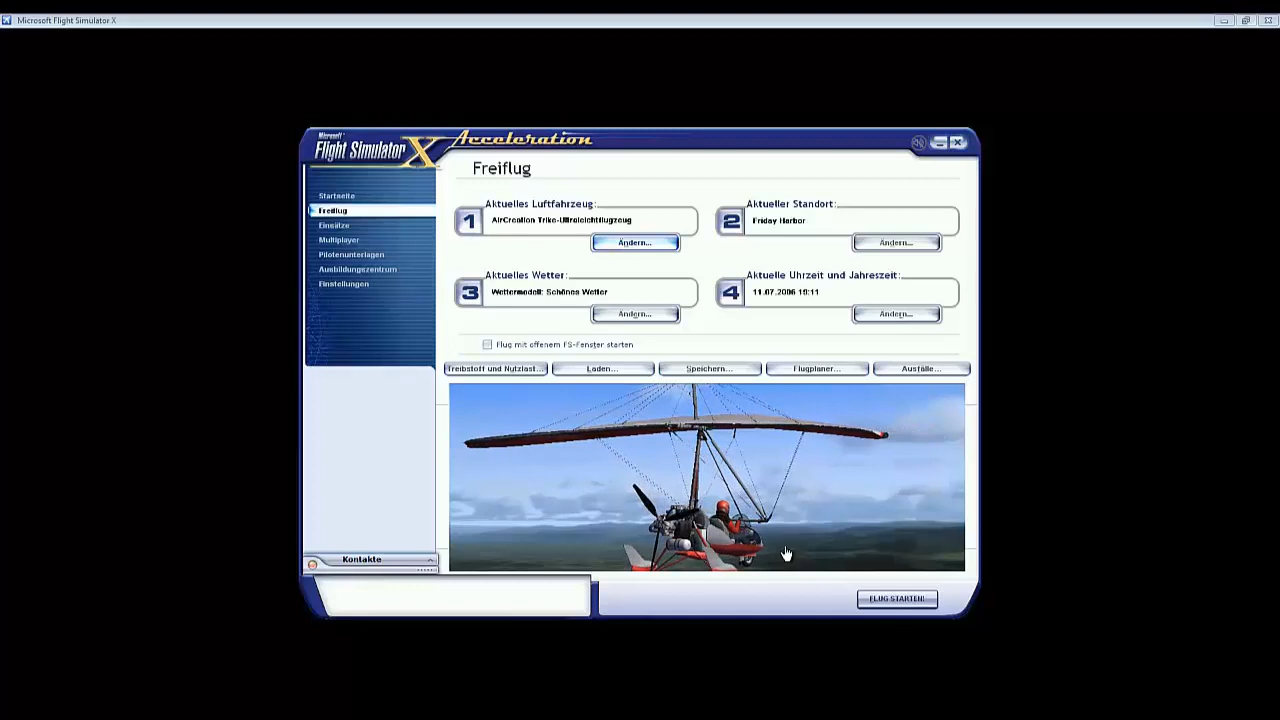 Microsoft Flight Simulator X
Microsoft
Flight Simulator X Acceleration
Freiflug
Startseite
Freiflug
Einsätze
Multiplayer
Pilotenunterlagen
Ausbildungszentrum
Einstellungen
Aktuelles Luftfahrzeug:
1 AirCreation Trike-Ultraleichtflugzeug
Ändern...
Aktueller Standort:
2 Friday Harbor
Ändern...
Aktuelles Wetter:
3 Wettermodell: Schönes Wetter
Ändern...
Aktuelle Uhrzeit und Jahreszeit:
4 11.07.2006 19:11
Ändern...
Flug mit offenem FS-Fenster starten
Treibstoff und Nutzlast... Laden... Speichern... Flugplaner... Ausfälle...
Kontakte
FLUG STARTEN!